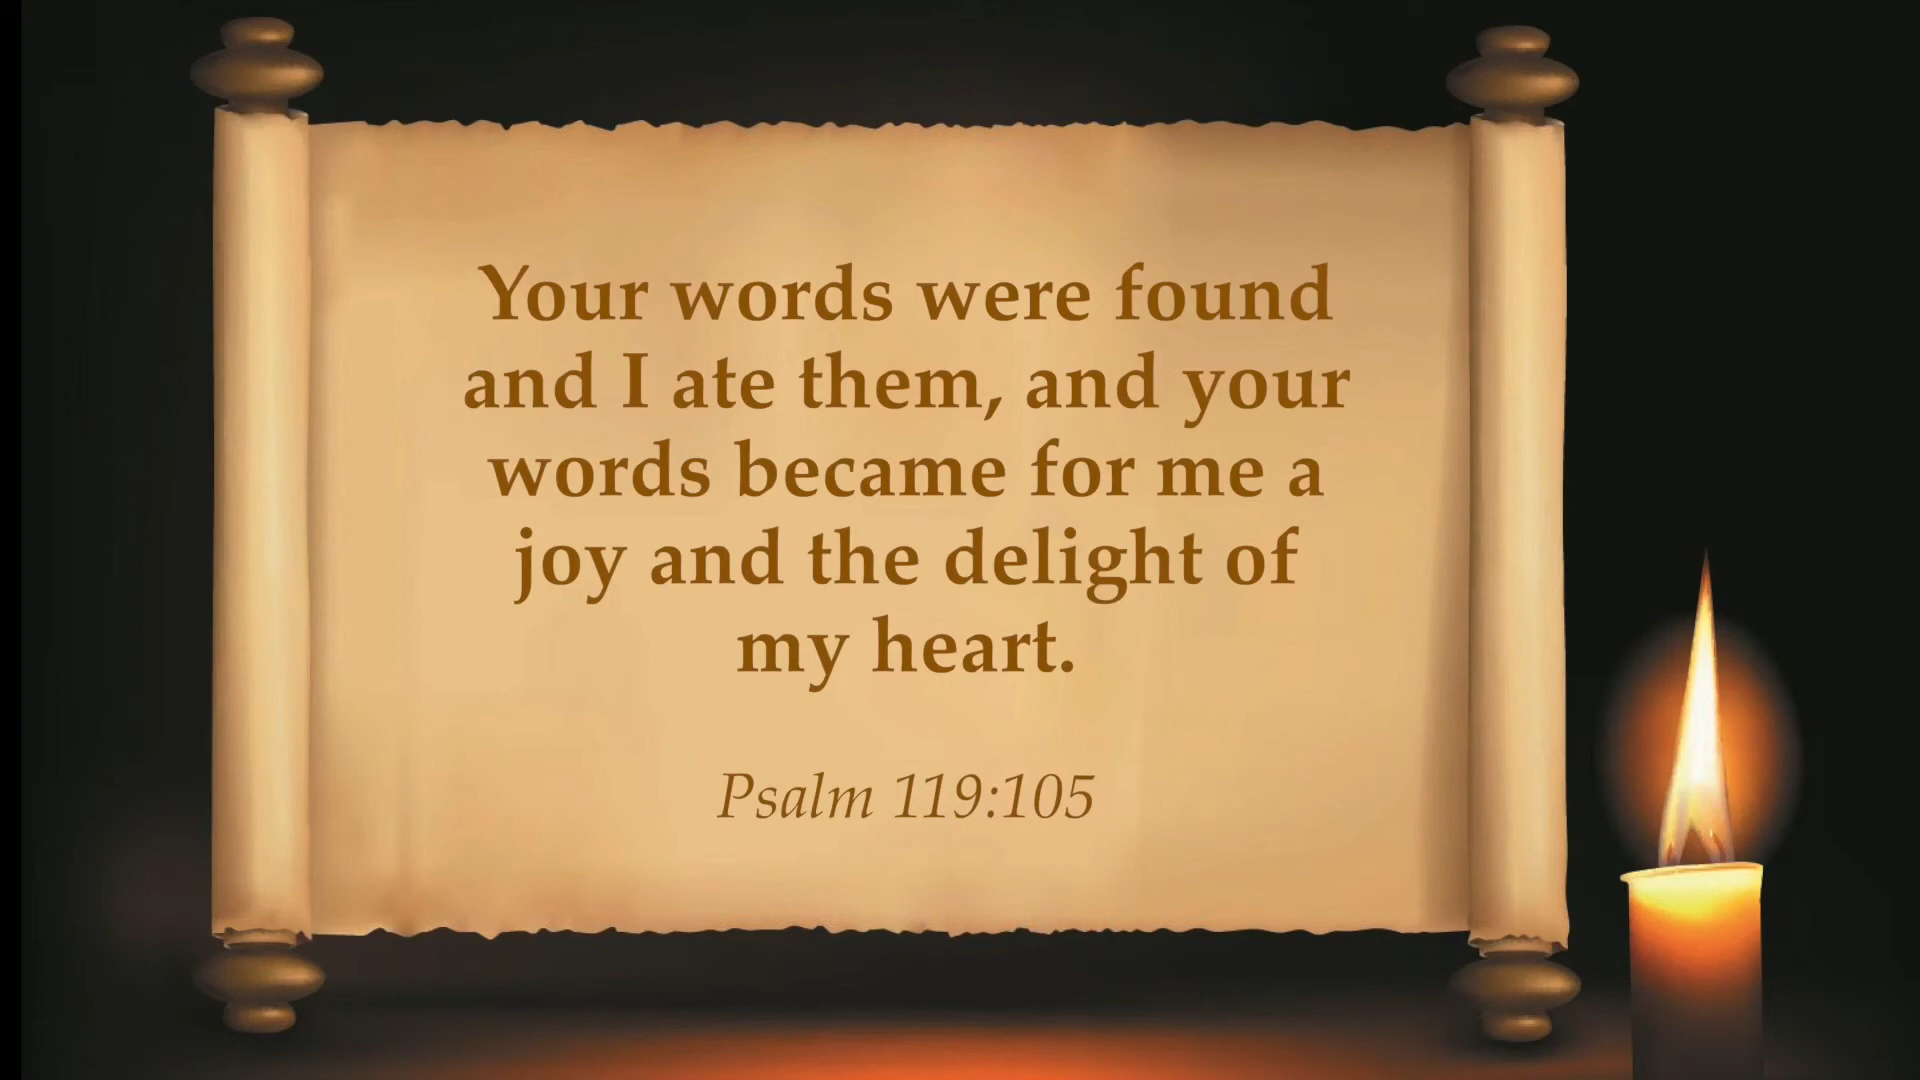 Your words were found
and I ate them, and your
words became for me a
joy and the delight of
my heart.
Psalm 119:105